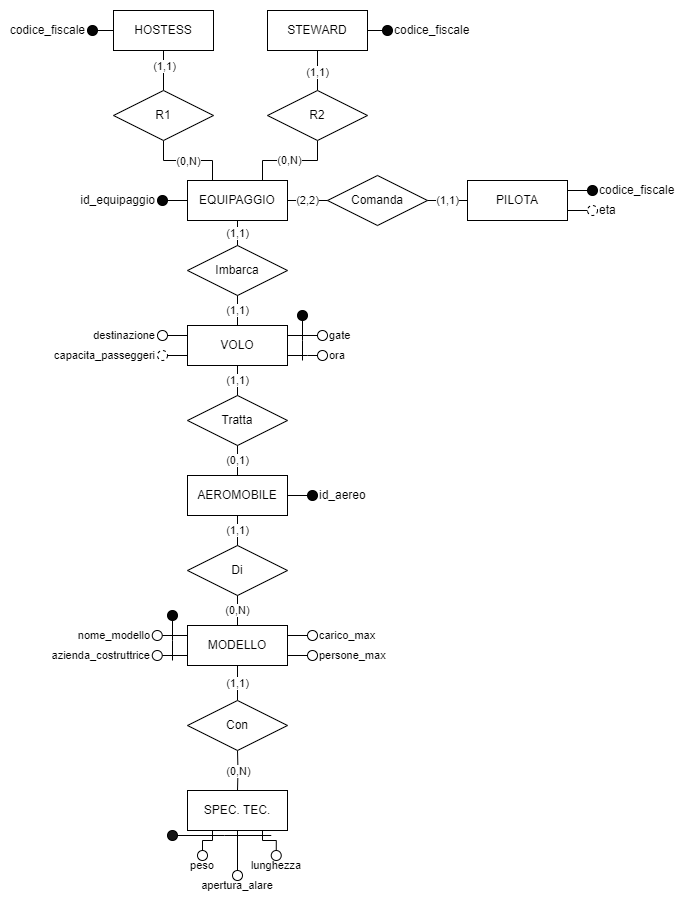 codice_fiscale HOSTESS STEWARD codice_fiscale
(1,1) (1,1)
R1 R2
(0,N) (0,N)
id_equipaggio EQUIPAGGIO (2,2) Comanda (1,1) PILOTA codice_fiscale
eta
(1,1)
Imbarca
(1,1)
destinazione VOLO gate
capacita_passeggeri ora
(1,1)
Tratta
(0,1)
AEROMOBILE id_aereo
(1,1)
Di
(0,N)
nome_modello MODELLO carico_max
azienda_costruttrice persone_max
(1,1)
Con
(0,N)
SPEC. TEC.
peso lunghezza
apertura_alare